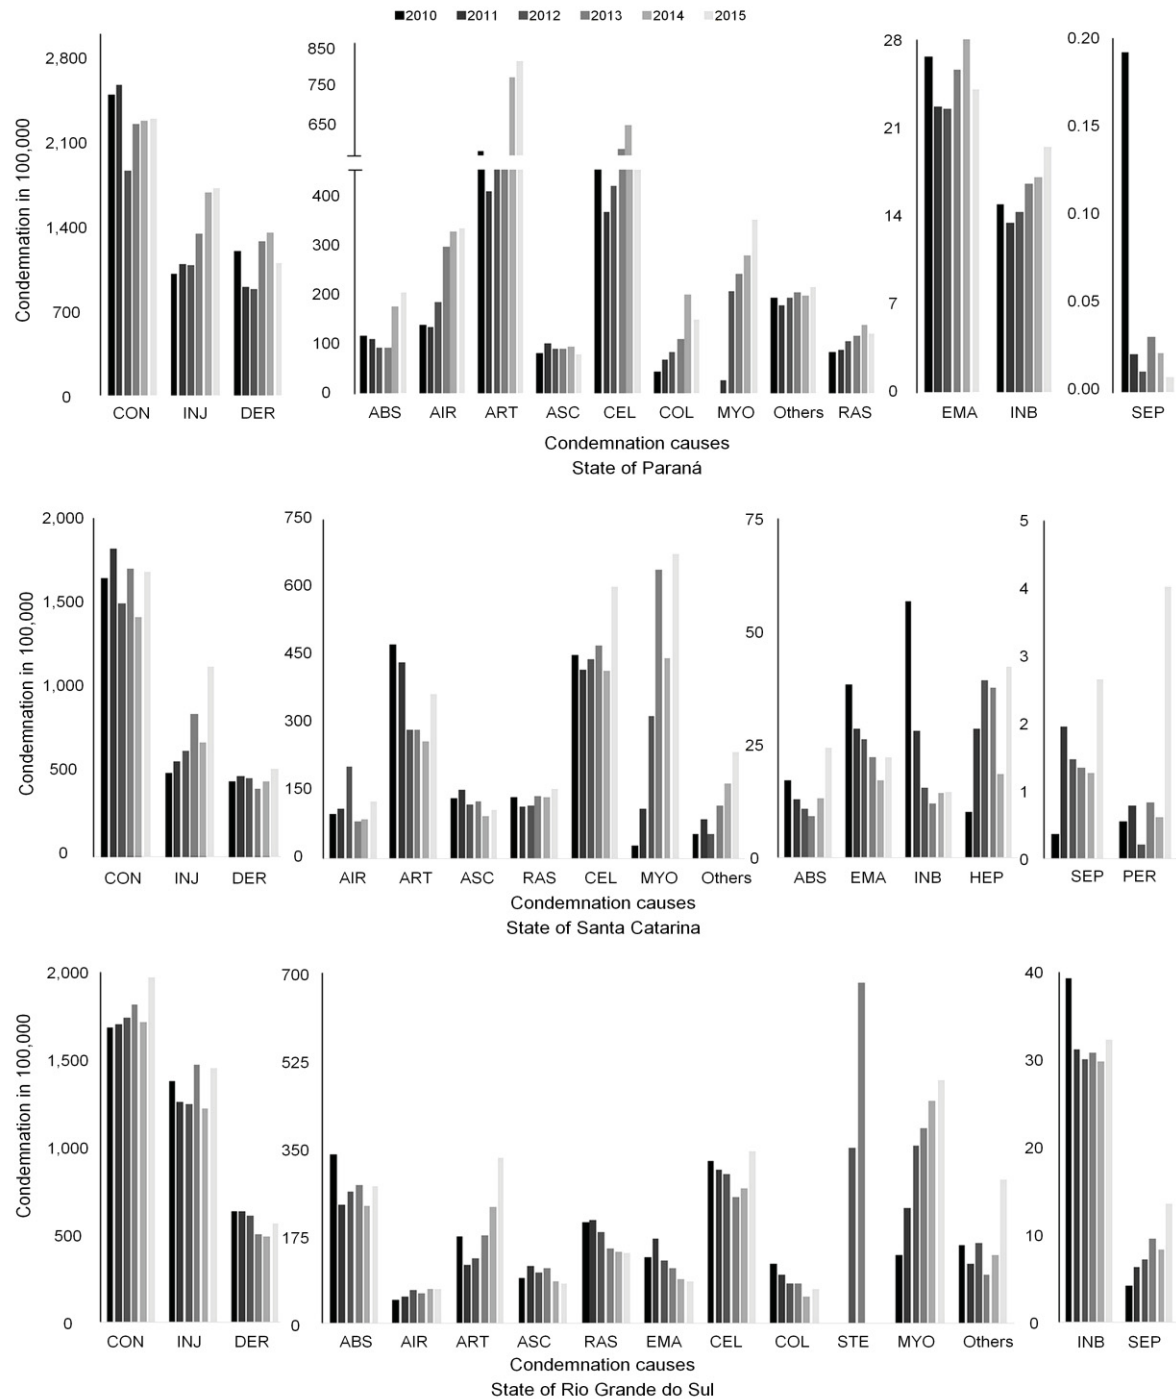 2010 2011 2012 2013 2014 2015
Condemnation in 100,000
2,800
2,100
1,400
700
0
CON INJ DER
850
750
650
400
300
200
100
0
ABS AIR ART ASC CEL COL MYO Others RAS
28
21
14
7
0
EMA INB
0.20
0.15
0.10
0.05
0.00
SEP
Condemnation causes
State of Paraná
Condemnation in 100,000
2,000
1,500
1,000
500
0
CON INJ DER
750
600
450
300
150
0
AIR ART ASC RAS CEL MYO Others
75
50
25
0
ABS EMA INB HEP
5
4
3
2
1
0
SEP PER
Condemnation causes
State of Santa Catarina
Condemnation in 100,000
2,000
1,500
1,000
500
0
CON INJ DER
700
525
350
175
0
ABS AIR ART ASC RAS EMA CEL COL STE MYO Others
40
30
20
10
0
INB SEP
Condemnation causes
State of Rio Grande do Sul